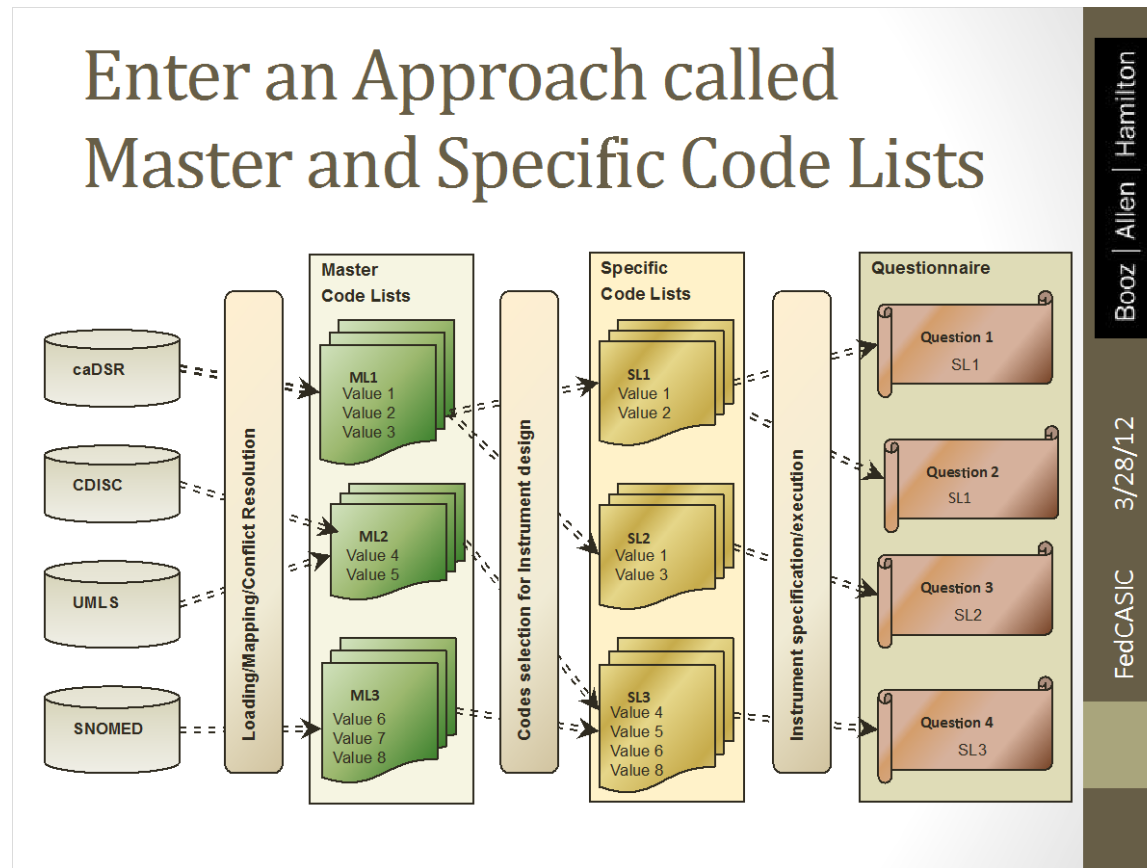 Enter an Approach called
Master and Specific Code Lists
caDSR
CDISC
UMLS
SNOMED
Loading/Mapping/Conflict Resolution
Master
Code Lists
ML1
Value 1
Value 2
Value 3
ML2
Value 4
Value 5
ML3
Value 6
Value 7
Value 8
Codes selection for Instrument design
Specific
Code Lists
SL1
Value 1
Value 2
SL2
Value 1
Value 3
SL3
Value 4
Value 5
Value 6
Value 8
Instrument specification/execution
Questionnaire
Question 1
SL1
Question 2
SL1
Question 3
SL2
Question 4
SL3
Booz | Allen | Hamilton
FedCASIC 3/28/12